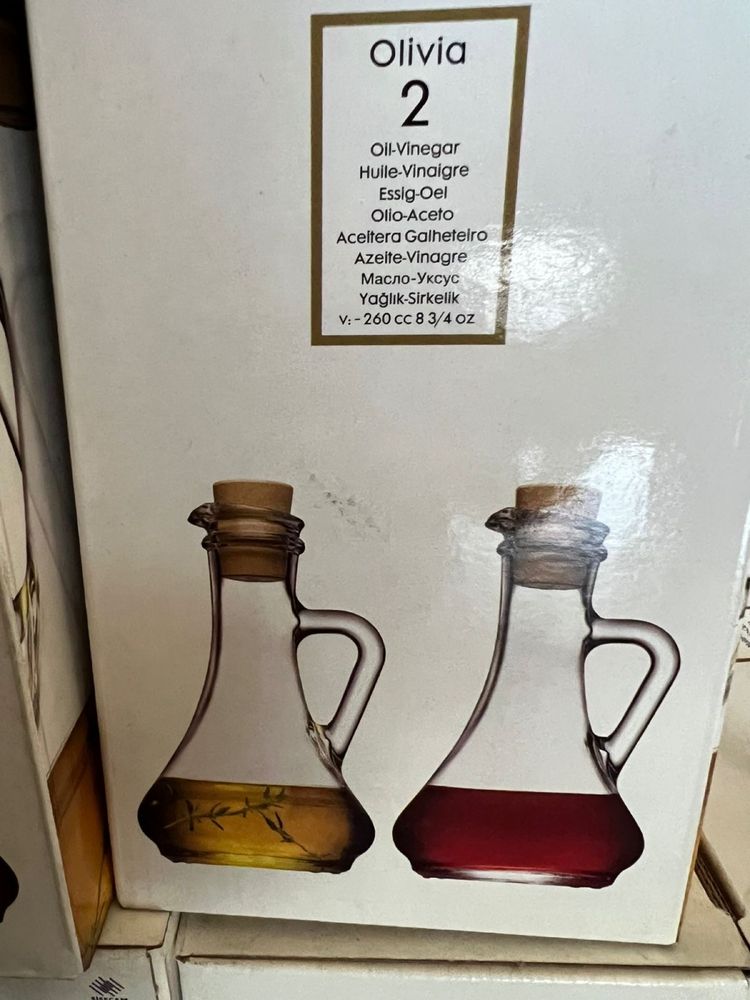 Olivia
2
Oil-Vinegar
Huile-Vinaigre
Essig-Oel
Olio-Aceto
Aceitera Galheteiro
Azeite-Vinagre
Масло-Уксус
Yağlık-Sirkelik
V: ~ 260 cc 8 3/4 oz